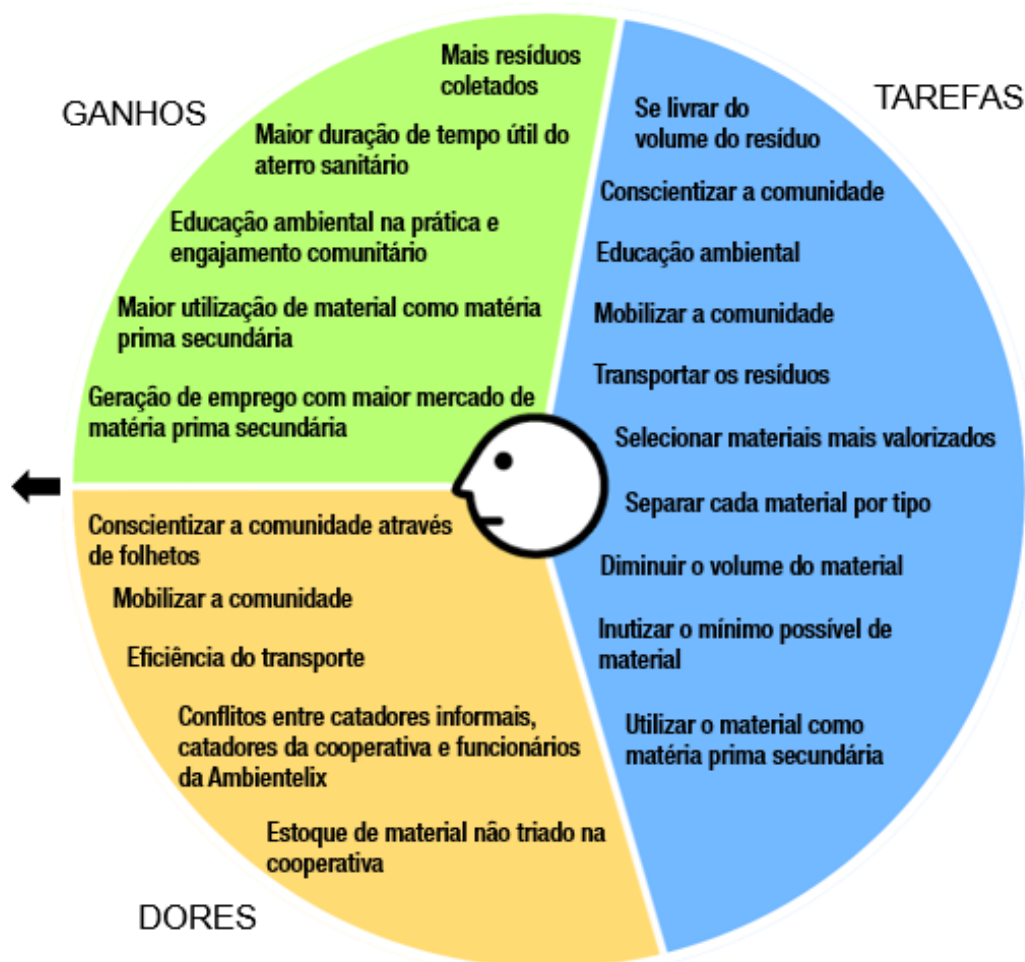 GANHOS
Mais resíduos
coletados
Maior duração de tempo útil do
aterro sanitário
Educação ambiental na prática e
engajamento comunitário
Maior utilização de material como matéria
prima secundária
Geração de emprego com maior mercado de
matéria prima secundária
TAREFAS
Se livrar do
volume do resíduo
Conscientizar a comunidade
Educação ambiental
Mobilizar a comunidade
Transportar os resíduos
Selecionar materiais mais valorizados
Separar cada material por tipo
Diminuir o volume do material
Inutizar o mínimo possível de
material
Utilizar o material como
matéria prima secundária
Conscientizar a comunidade através
de folhetos
Mobilizar a comunidade
Eficiência do transporte
Conflitos entre catadores informais,
catadores da cooperativa e funcionários
da Ambientelix
Estoque de material não triado na
cooperativa
DORES